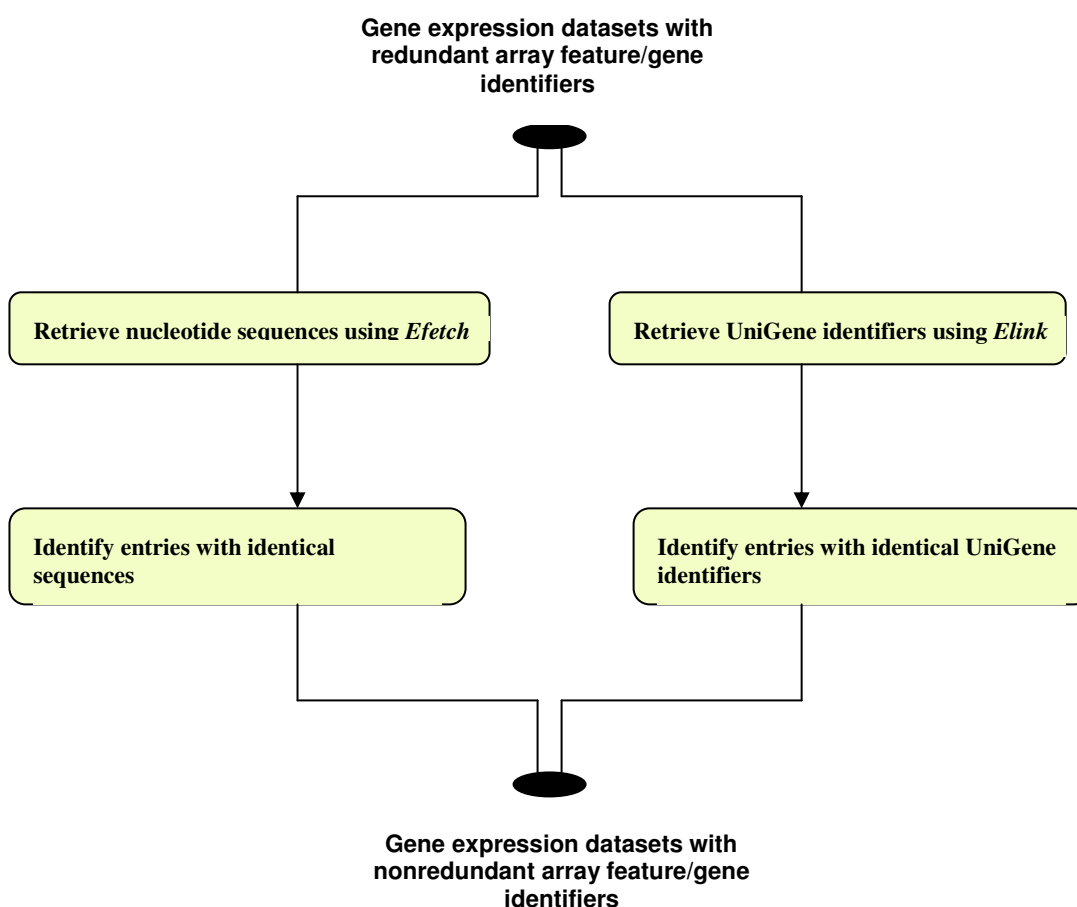 Gene expression datasets with
redundant array feature/gene
identifiers
Retrieve nucleotide sequences using Efetch
Retrieve UniGene identifiers using Elink
Identify entries with identical
sequences
Identify entries with identical UniGene
identifiers
Gene expression datasets with
nonredundant array feature/gene
identifiers